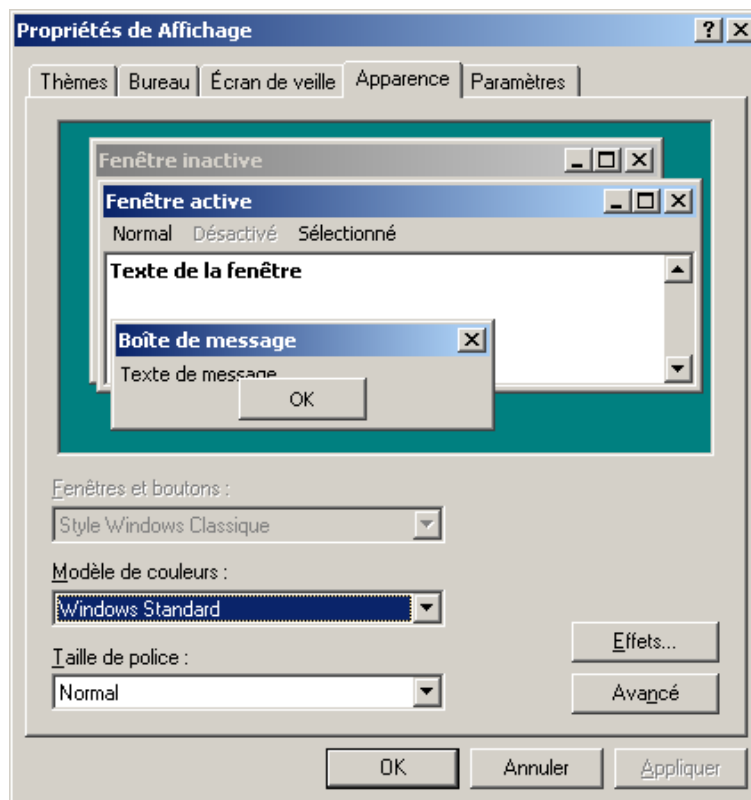 Propriétés de Affichage
Thèmes Bureau Écran de veille Apparence Paramètres
Fenêtre inactive
Fenêtre active
Normal Désactivé Sélectionné
Texte de la fenêtre
Boîte de message
Texte de message
OK
Fenêtres et boutons :
Style Windows Classique
Modèle de couleurs :
Windows Standard
Effets...
Taille de police :
Normal
Avancé
OK Annuler Appliquer